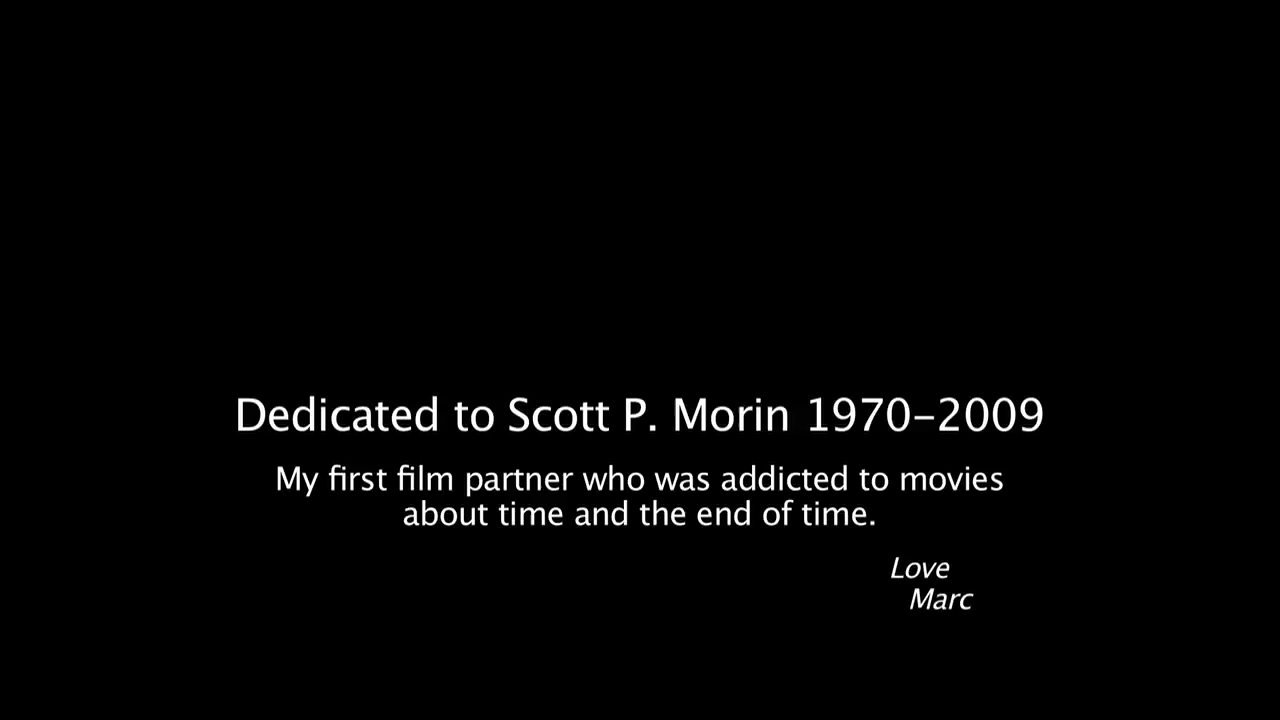 Dedicated to Scott P. Morin 1970–2009
My first film partner who was addicted to movies
about time and the end of time.
Love
Marc